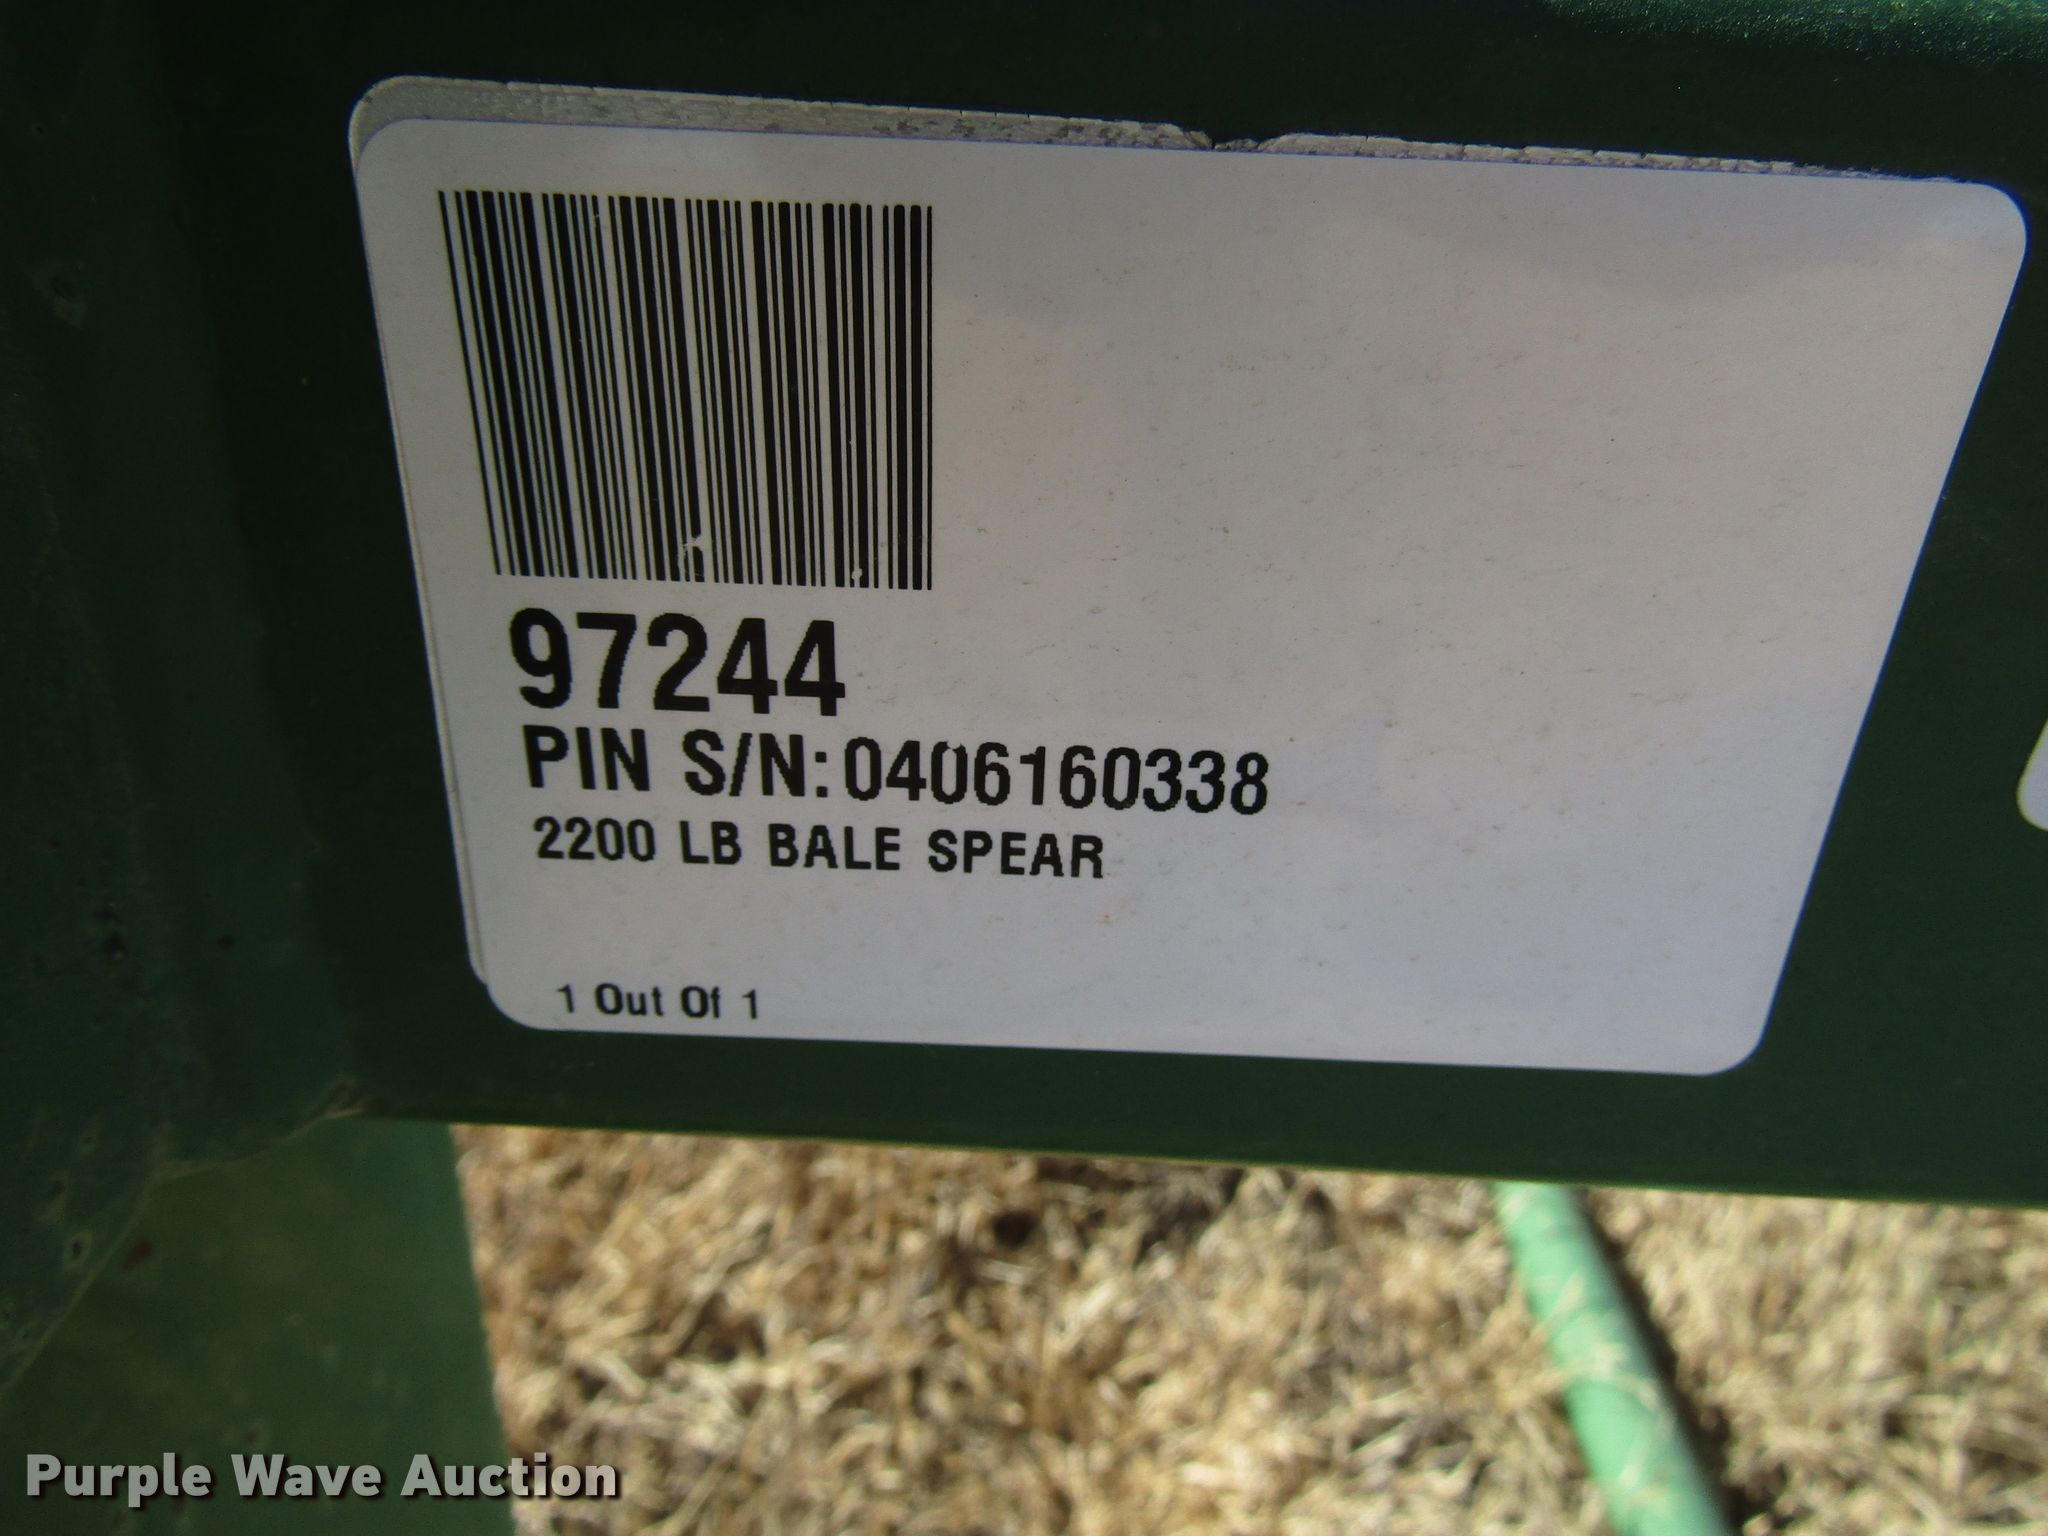 97244
PIN S/N:0406160338
2200 LB BALE SPEAR
1 Out Of 1
Purple Wave Auction